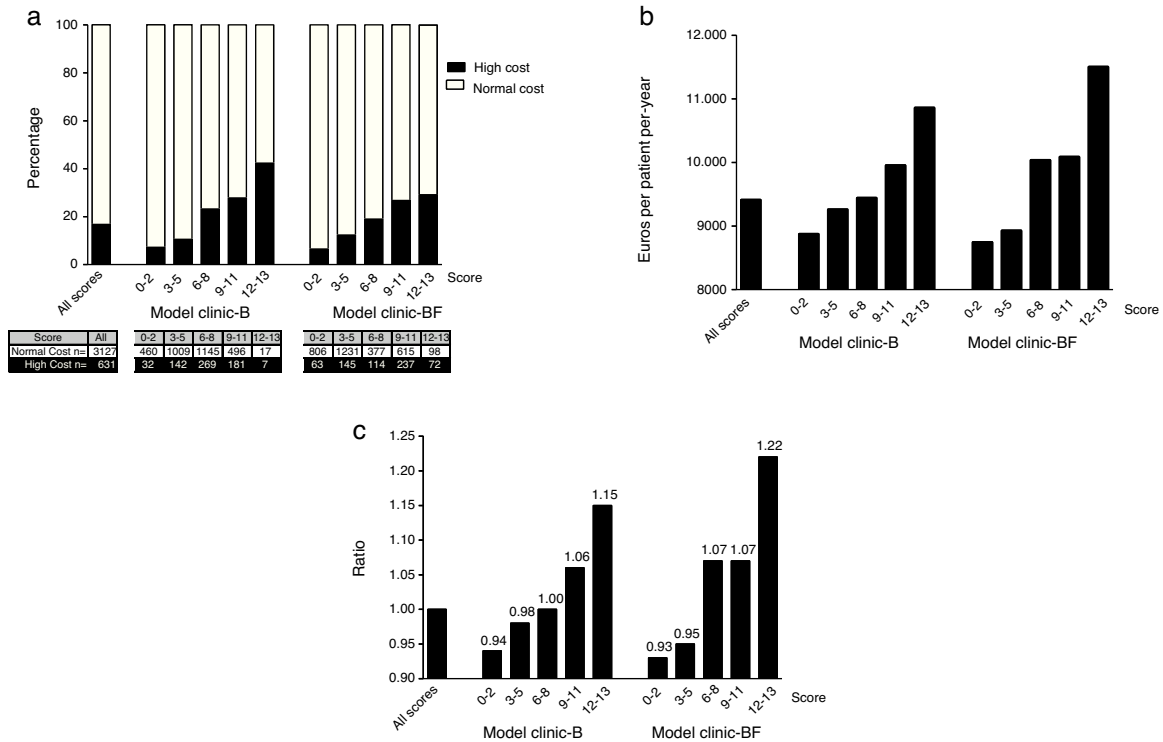 a
100
80
60
40
20
0
Percentage
High cost
Normal cost
All scores
0-2
3-5
6-8
9-11
12-13
0-2
3-5
6-8
9-11
12-13
Score
Model clinic-B
Model clinic-BF
Score All 0-2 3-5 6-8 9-11 12-13 0-2 3-5 6-8 9-11 12-13
Normal Cost n= 3127 460 1009 1145 496 17 806 1231 377 615 98
High Cost n= 631 32 142 269 181 7 63 145 114 237 72
b
12.000
11.000
10.000
9000
8000
Euros per patient per-year
All scores
0-2
3-5
6-8
9-11
12-13
0-2
3-5
6-8
9-11
12-13
Score
Model clinic-B
Model clinic-BF
c
1.25
1.20
1.15
1.10
1.05
1.00
0.95
0.90
Ratio
0.94
0.98
1.00
1.06
1.15
0.93
0.95
1.07
1.07
1.22
All scores
0-2
3-5
6-8
9-11
12-13
0-2
3-5
6-8
9-11
12-13
Score
Model clinic-B
Model clinic-BF